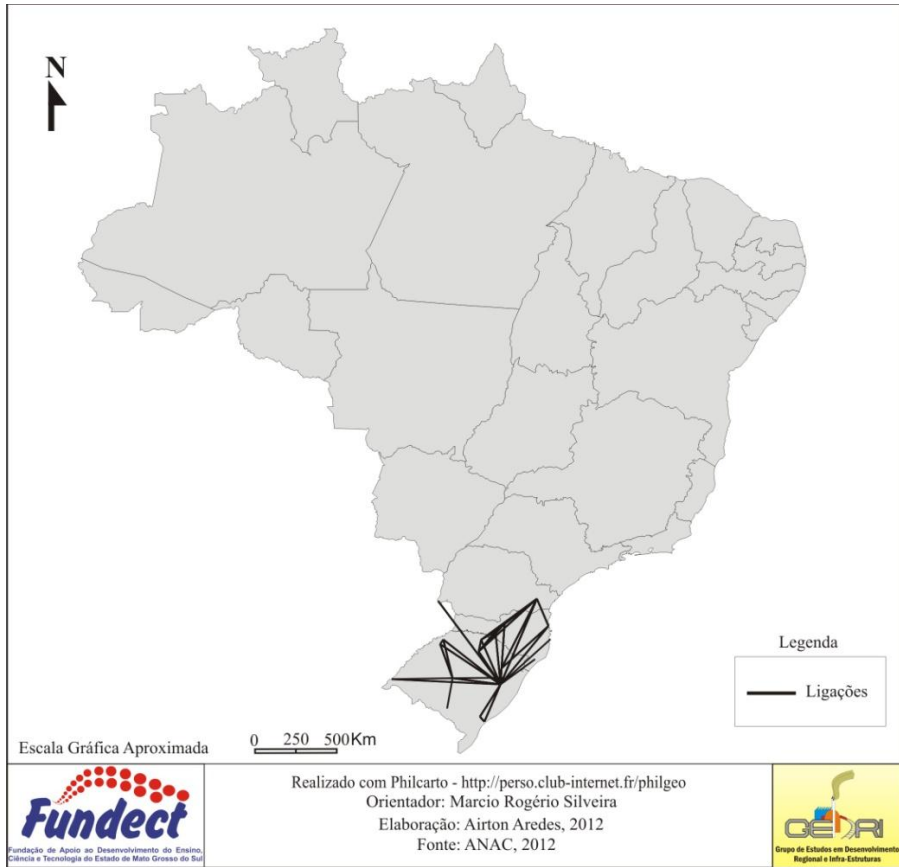 N
Legenda
Ligações
Escala Gráfica Aproximada
0 250 500Km
Fundect
Fundação de Apoio ao Desenvolvimento do Ensino,
Ciência e Tecnologia do Estado de Mato Grosso do Sul
Realizado com Philcarto - http://perso.club-internet.fr/philgeo
Orientador: Marcio Rogério Silveira
Elaboração: Airton Aredes, 2012
Fonte: ANAC, 2012
GEDRI
Grupo de Estudos em Desenvolvimento
Regional e Infra-Estruturas